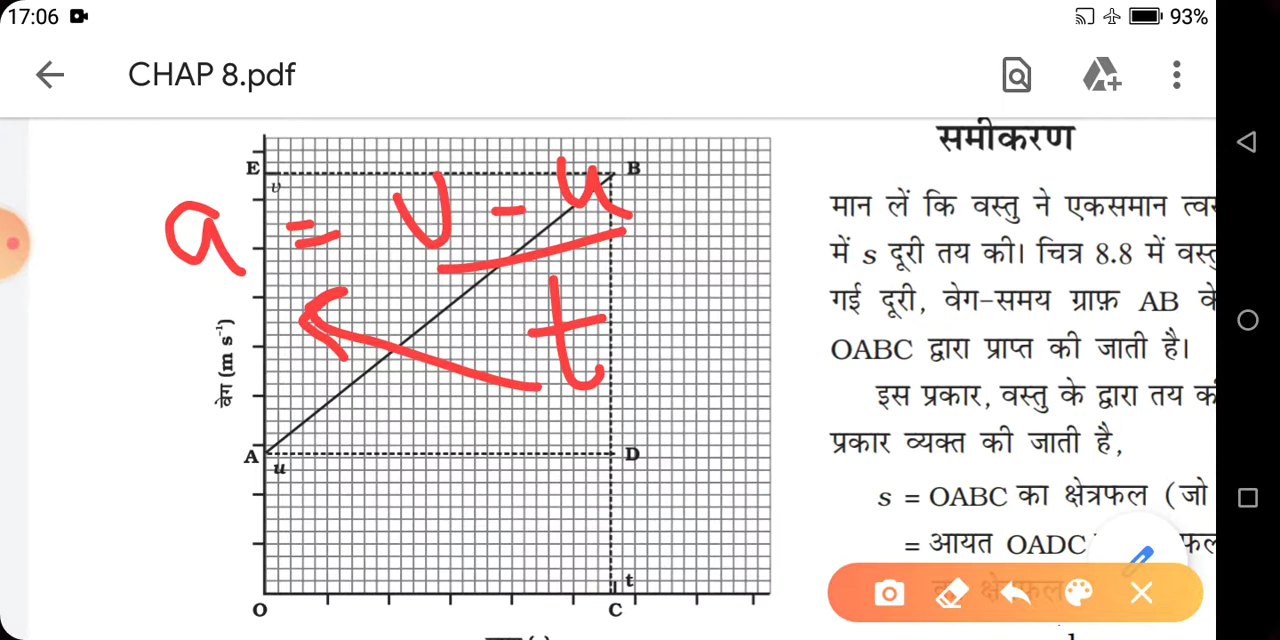 17:06 93%
CHAP 8.pdf
E B
v
a = v - u
t
वेग (m s⁻¹)
A D
u
t
O C
समीकरण
मान लें कि वस्तु ने एकसमान
में s दूरी तय की। चित्र 8.8 में
गई दूरी, वेग-समय ग्राफ़ AB
OABC द्वारा प्राप्त की जाती है।
इस प्रकार, वस्तु के द्वारा तय
प्रकार व्यक्त की जाती है,
s = OABC का क्षेत्रफल (जो
= आयत OADC